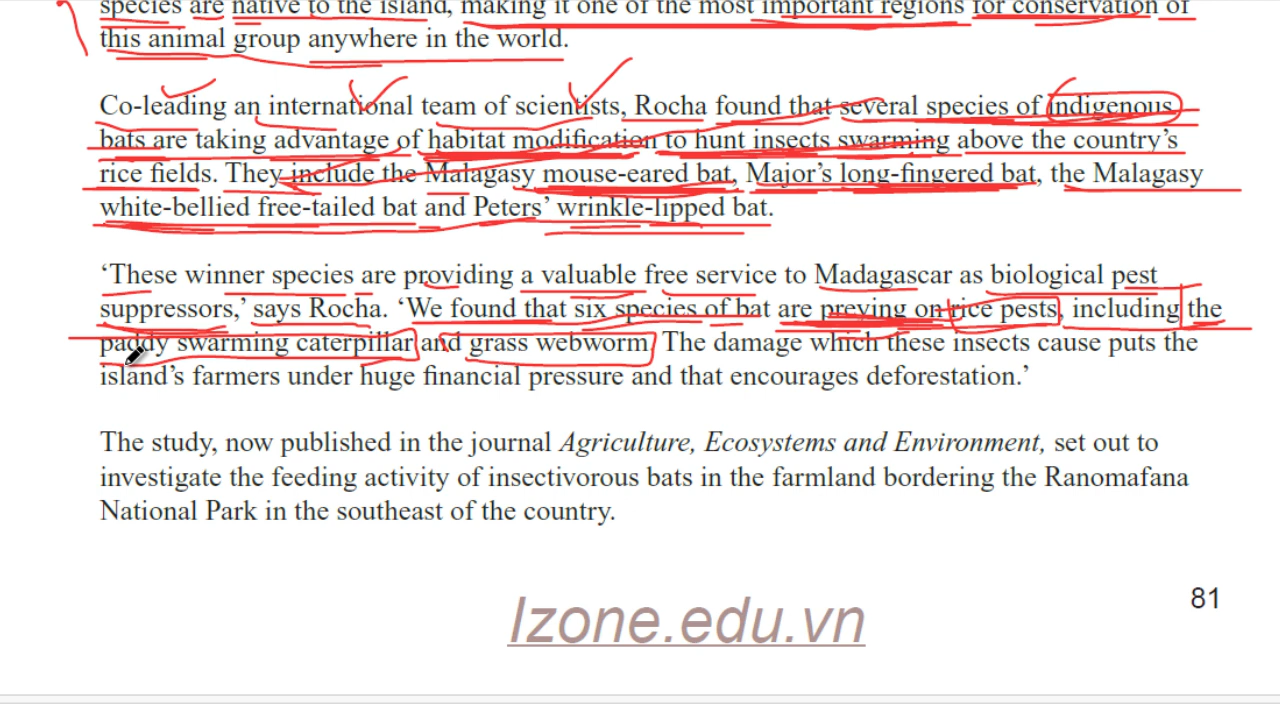 species are native to the island, making it one of the most important regions for conservation of
this animal group anywhere in the world.
Co-leading an international team of scientists, Rocha found that several species of indigenous
bats are taking advantage of habitat modification to hunt insects swarming above the country’s
rice fields. They include the Malagasy mouse-eared bat, Major’s long-fingered bat, the Malagasy
white-bellied free-tailed bat and Peters’ wrinkle-lipped bat.
‘These winner species are providing a valuable free service to Madagascar as biological pest
suppressors,’ says Rocha. ‘We found that six species of bat are preying on rice pests, including the
paddy swarming caterpillar and grass webworm. The damage which these insects cause puts the
island’s farmers under huge financial pressure and that encourages deforestation.’
The study, now published in the journal Agriculture, Ecosystems and Environment, set out to
investigate the feeding activity of insectivorous bats in the farmland bordering the Ranomafana
National Park in the southeast of the country.
81
Izone.edu.vn